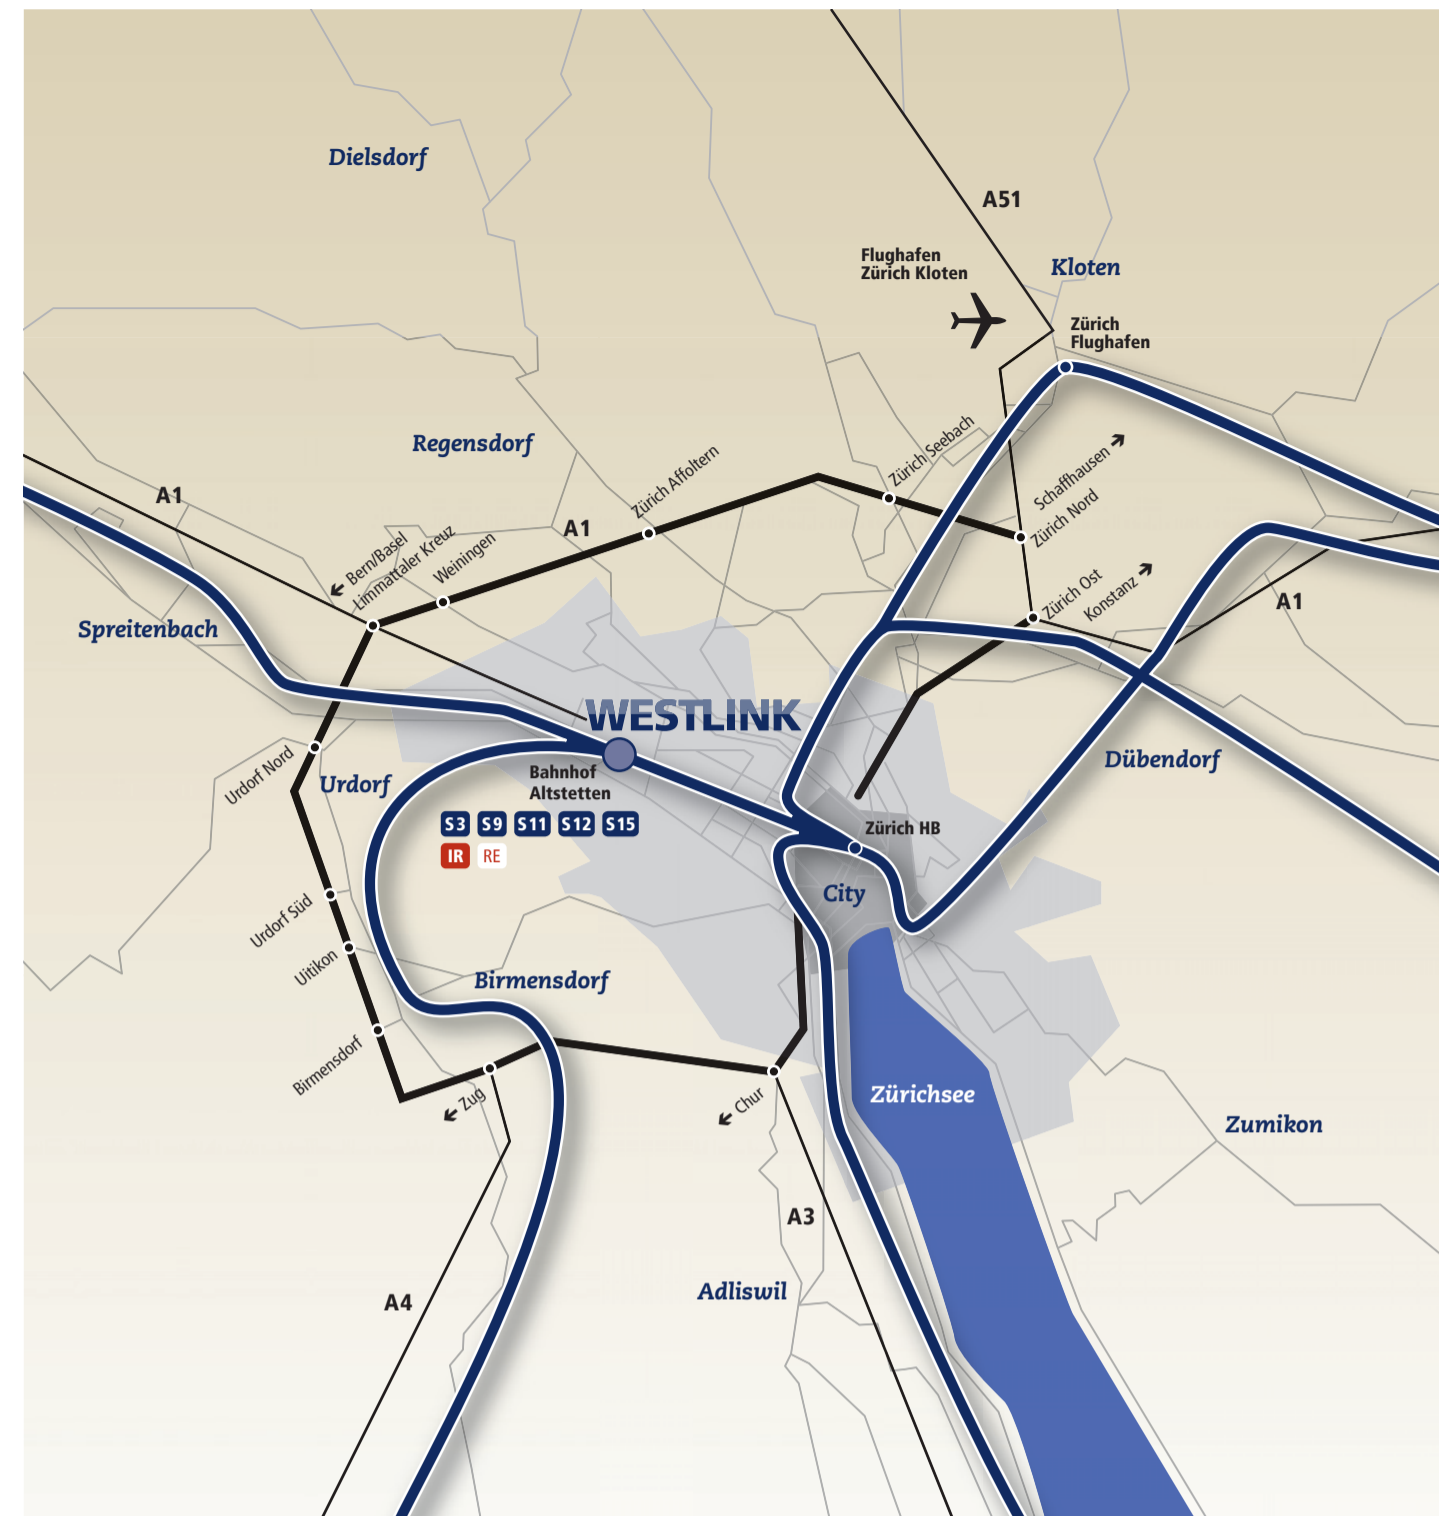 Dielsdorf
A51
Flughafen
Zürich Kloten
Kloten
Zürich
Flughafen
Regensdorf
Zürich Seebach
Schaffhausen
Zürich Nord
Zürich Affoltern
A1
A1
Bern/Basel
Limmattaler Kreuz
Weiningen
Zürich Ost
Konstanz
A1
Spreitenbach
WESTLINK
Bahnhof
Altstetten
S3 S9 S11 S12 S15
IR RE
Urdorf Nord
Urdorf
Dübendorf
Zürich HB
City
Urdorf Süd
Uitikon
Birmensdorf
Birmensdorf
Zug
Chur
Zürichsee
Zumikon
A3
Adliswil
A4